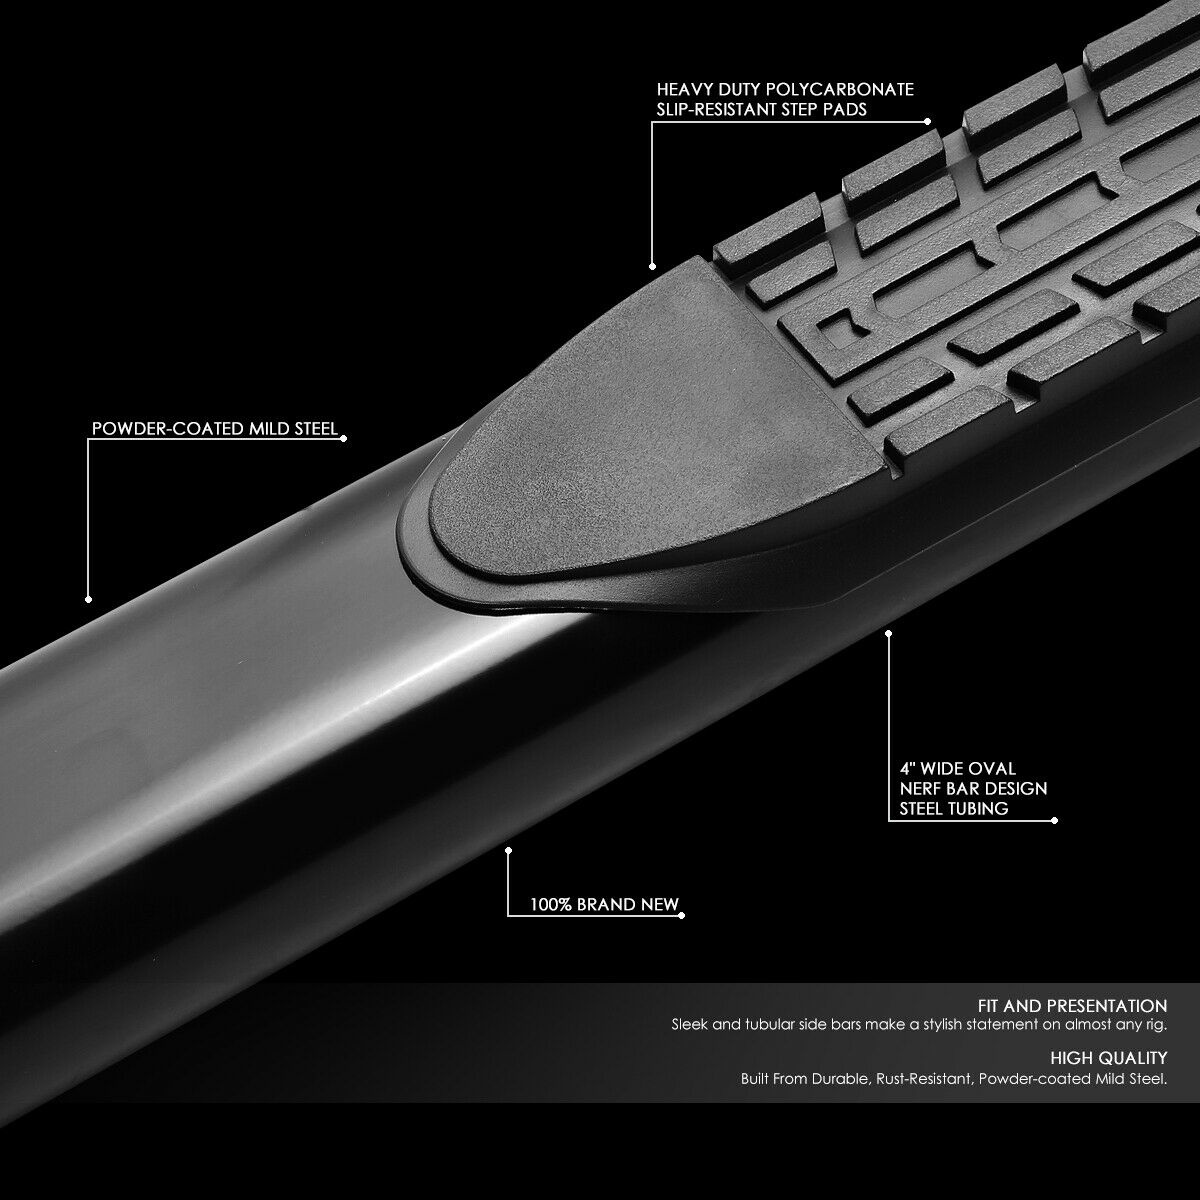 HEAVY DUTY POLYCARBONATE
SLIP-RESISTANT STEP PADS
POWDER-COATED MILD STEEL
4" WIDE OVAL
NERF BAR DESIGN
STEEL TUBING
100% BRAND NEW
FIT AND PRESENTATION
Sleek and tubular side bars make a stylish statement on almost any rig.
HIGH QUALITY
Built From Durable, Rust-Resistant, Powder-coated Mild Steel.